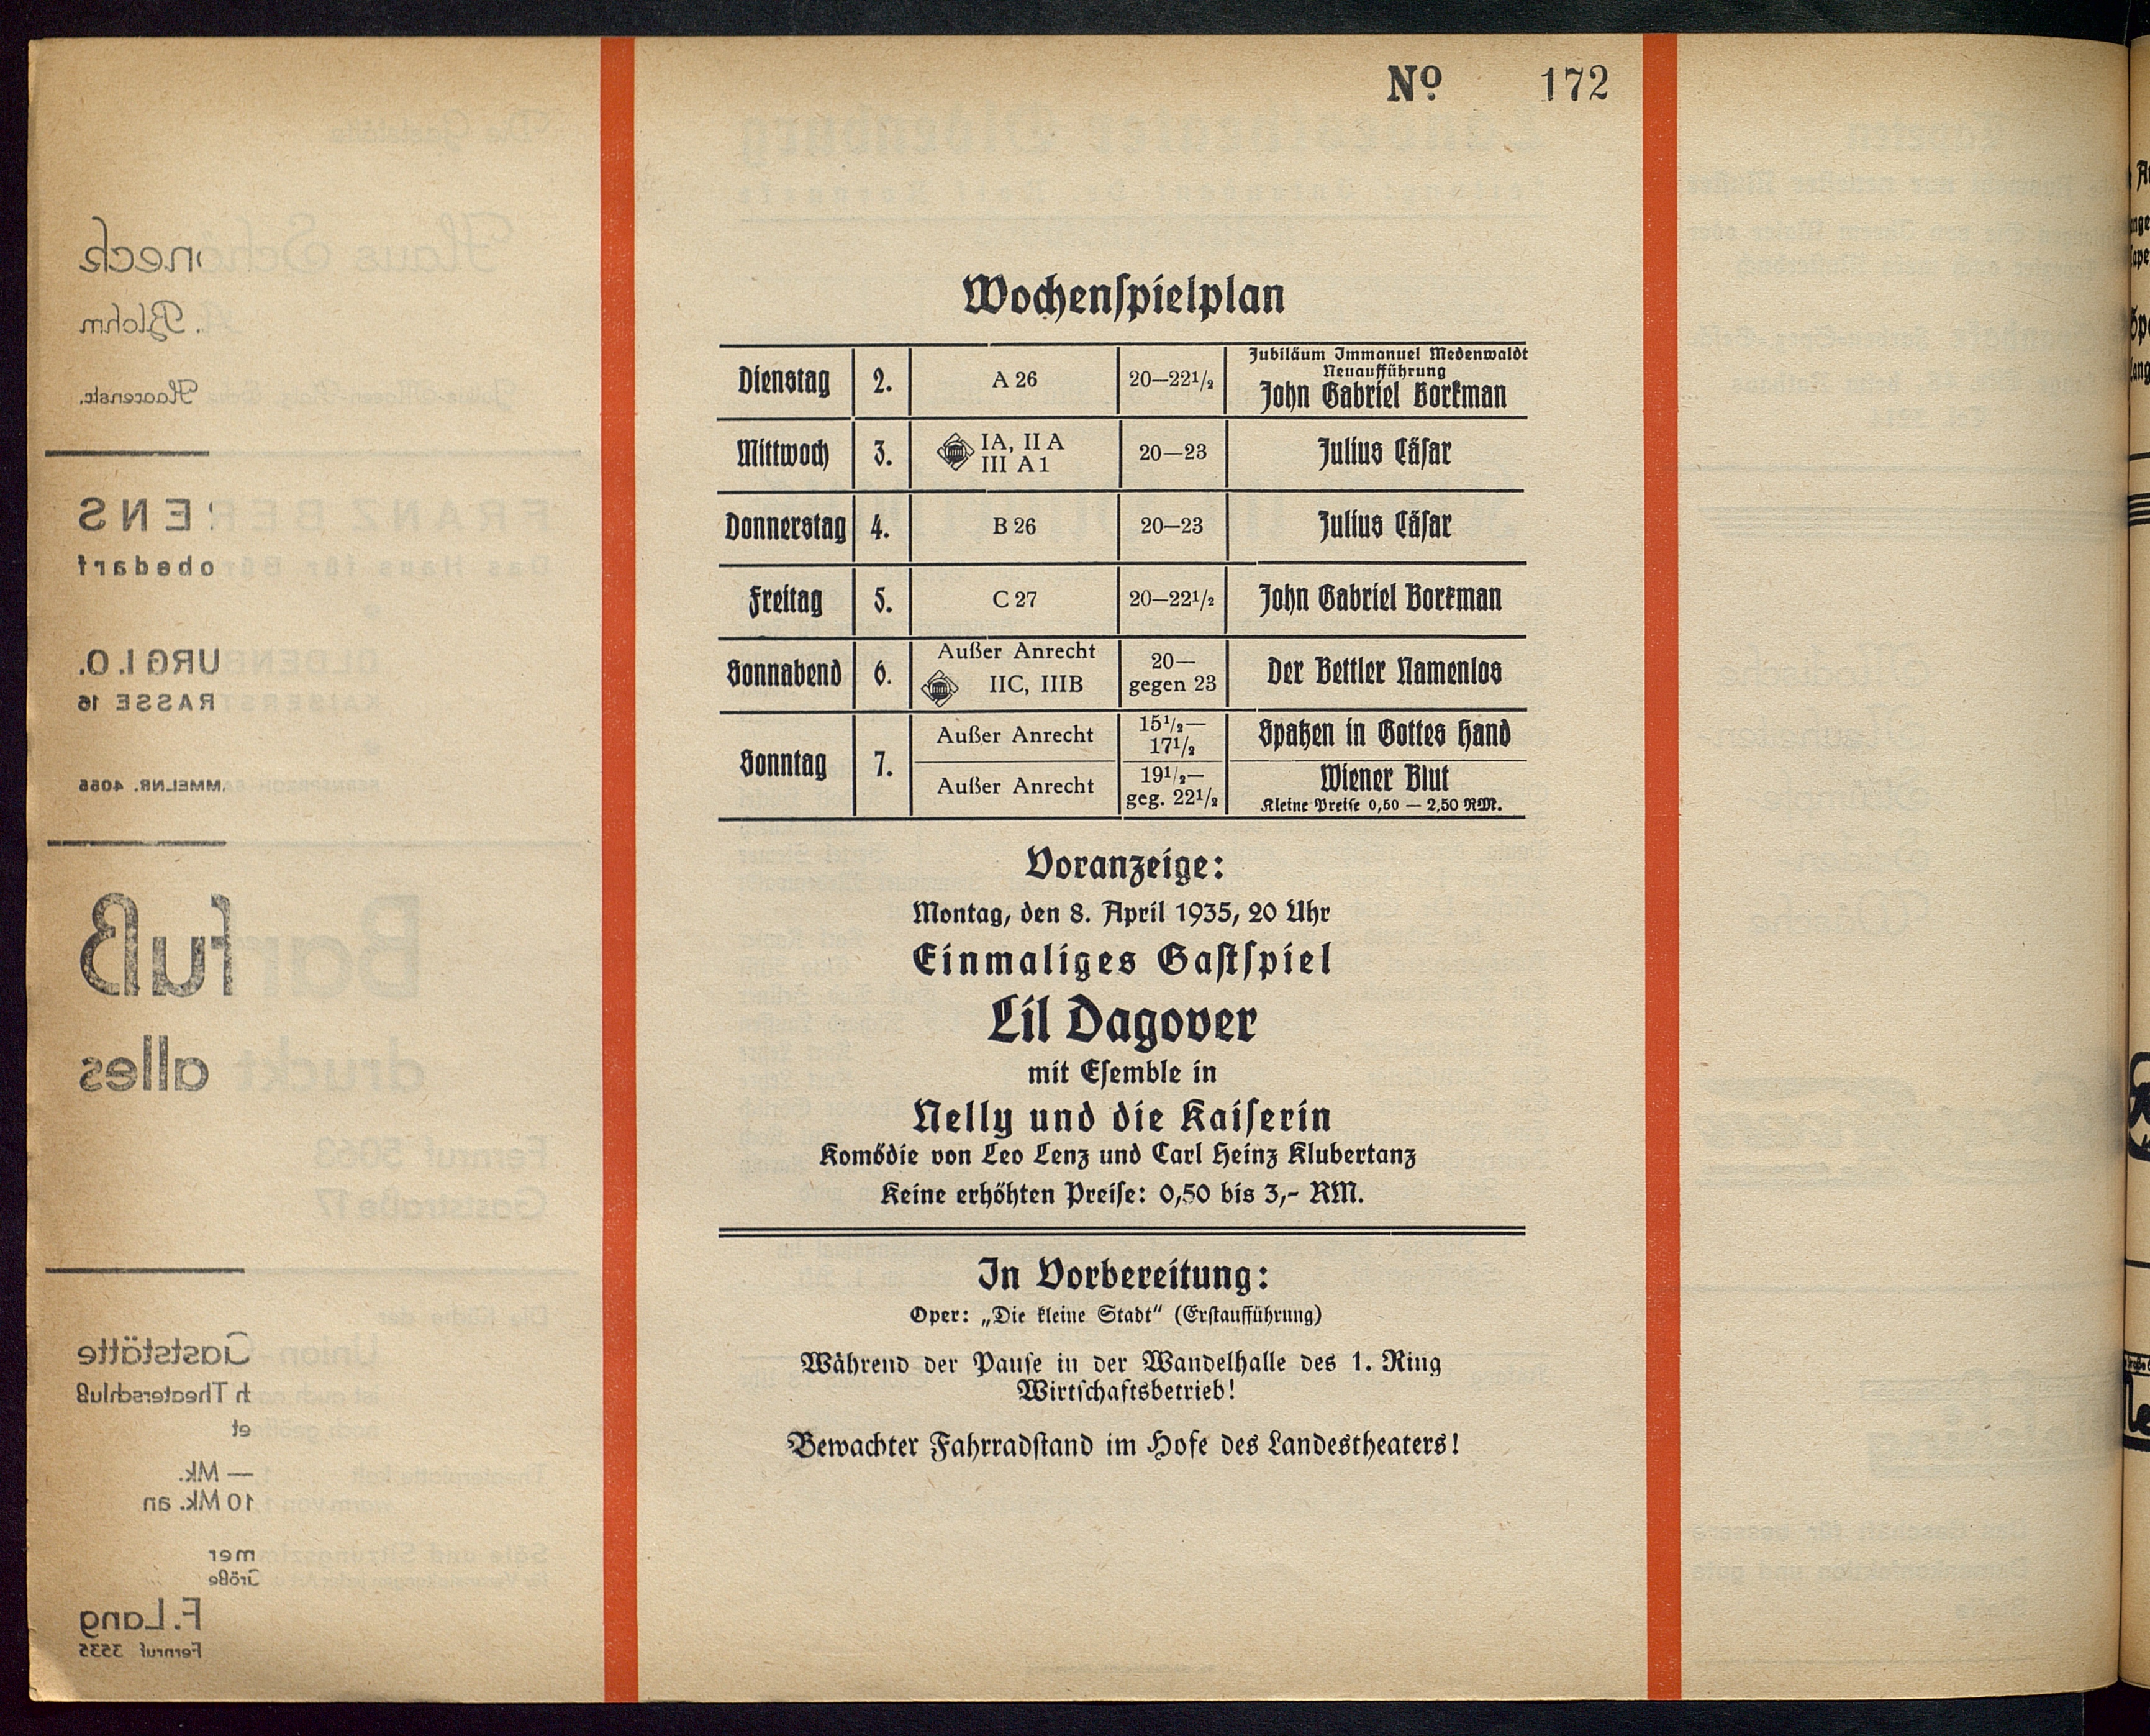 No 172
Wochenspielplan
Dienstag 2. A 26 20—22½ Jubiläum Immanuel Medenwaldt
Neuaufführung
John Gabriel Borkman
Mittwoch 3. IA, II A
III A1 20—23 Julius Cäsar
Donnerstag 4. B 26 20—23 Julius Cäsar
Freitag 5. C 27 20—22½ John Gabriel Borkman
Sonnabend 6. Außer Anrecht
IIC, IIIB 20—
gegen 23 Der Bettler Namenlos
Sonntag 7. Außer Anrecht 15½—
17½ Spatzen in Gottes Hand
Außer Anrecht 19½—
geg. 22½ Wiener Blut
Kleine Preise 0,50 — 2,50 RM.
Voranzeige:
Montag, den 8. April 1935, 20 Uhr
Einmaliges Gastspiel
Lil Dagover
mit Esemble in
Nelly und die Kaiserin
Komödie von Leo Lenz und Carl Heinz Klubertanz
Keine erhöhten Preise: 0,50 bis 3,- RM.
In Vorbereitung:
Oper: „Die kleine Stadt“ (Erstaufführung)
Während der Pause in der Wandelhalle des 1. Ring
Wirtschaftsbetrieb!
Bewachter Fahrradstand im Hofe des Landestheaters!